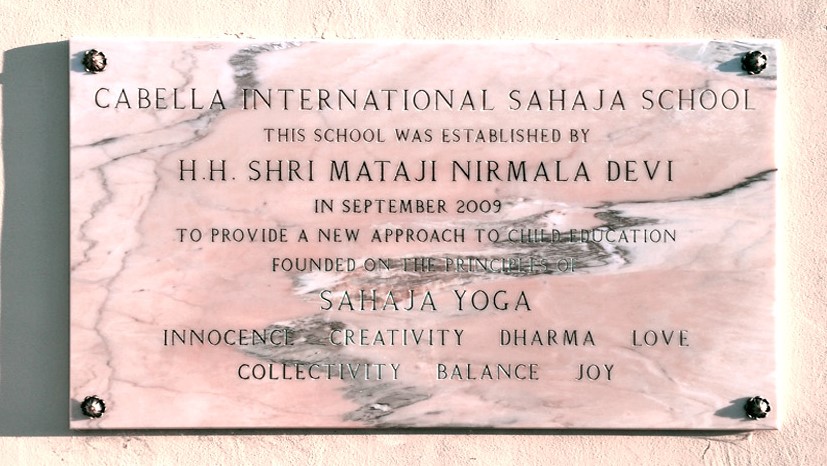 CABELLA INTERNATIONAL SAHAJA SCHOOL
THIS SCHOOL WAS ESTABLISHED BY
H.H. SHRI MATAJI NIRMALA DEVI
IN SEPTEMBER 2009
TO PROVIDE A NEW APPROACH TO CHILD EDUCATION
FOUNDED ON THE PRINCIPLES OF
SAHAJA YOGA
INNOCENCE CREATIVITY DHARMA LOVE
COLLECTIVITY BALANCE JOY